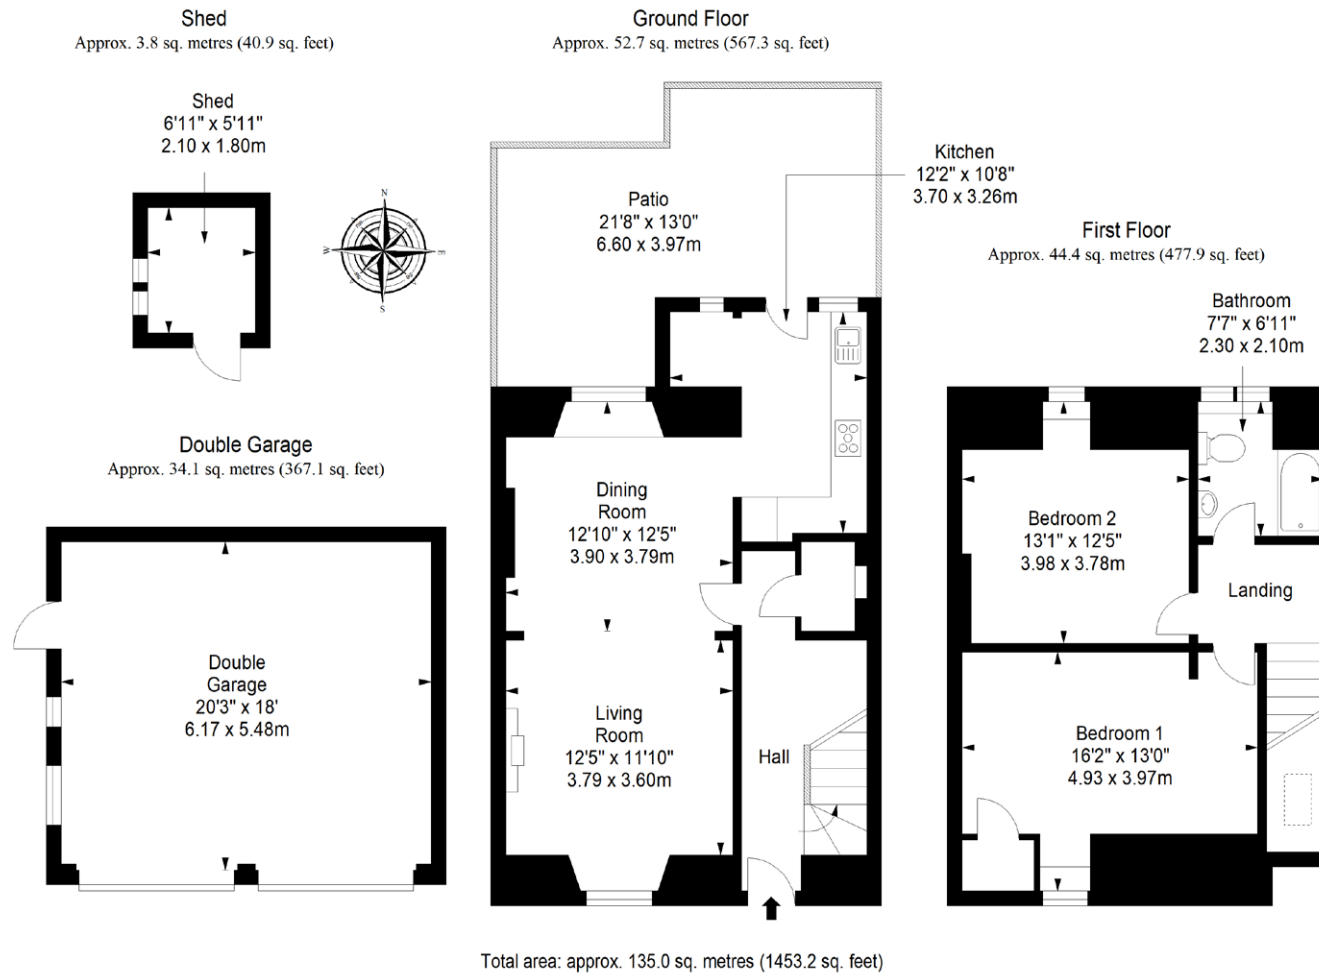 Shed
Approx. 3.8 sq. metres (40.9 sq. feet)
Shed
6'11" x 5'11"
2.10 x 1.80m
N
W
E
S
Double Garage
Approx. 34.1 sq. metres (367.1 sq. feet)
Double
Garage
20'3" x 18'
6.17 x 5.48m
Ground Floor
Approx. 52.7 sq. metres (567.3 sq. feet)
Patio
21'8" x 13'0"
6.60 x 3.97m
Kitchen
12'2" x 10'8"
3.70 x 3.26m
Dining
Room
12'10" x 12'5"
3.90 x 3.79m
Living
Room
12'5" x 11'10"
3.79 x 3.60m
Hall
First Floor
Approx. 44.4 sq. metres (477.9 sq. feet)
Bathroom
7'7" x 6'11"
2.30 x 2.10m
Bedroom 2
13'1" x 12'5"
3.98 x 3.78m
Landing
Bedroom 1
16'2" x 13'0"
4.93 x 3.97m
Total area: approx. 135.0 sq. metres (1453.2 sq. feet)